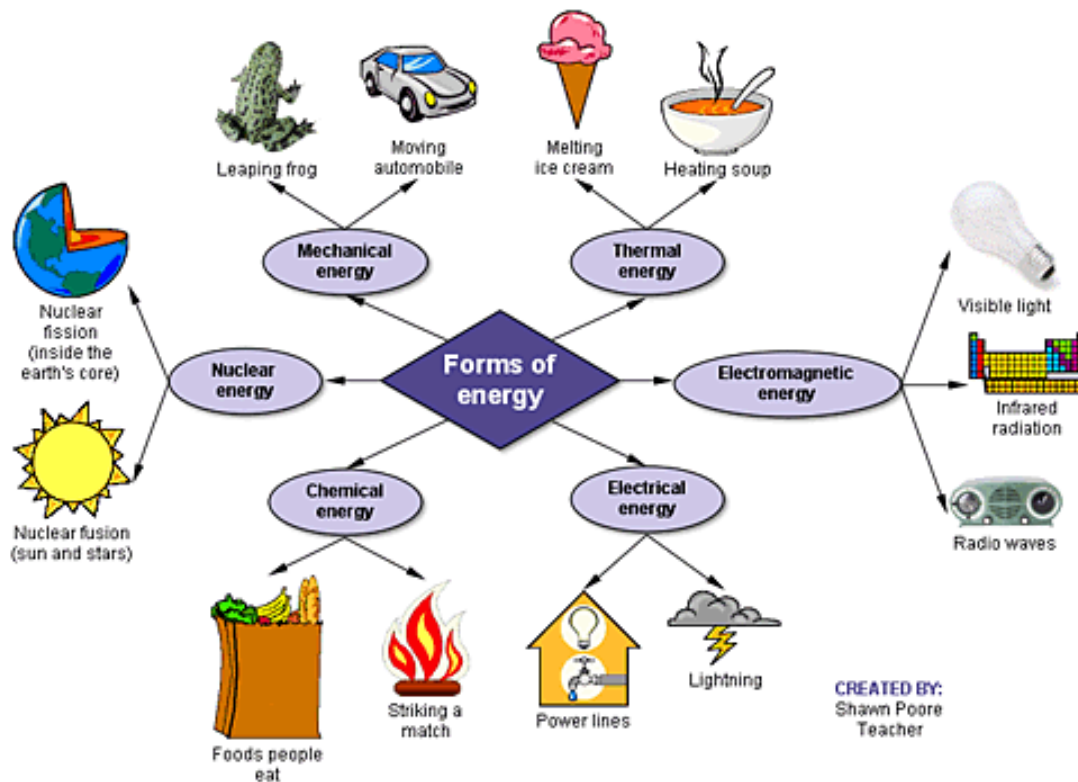 Leaping frog
Moving
automobile
Melting
ice cream
Heating soup
Mechanical
energy
Thermal
energy
Visible light
Nuclear
fission
(inside the
earth's core)
Nuclear
energy
Forms of
energy
Electromagnetic
energy
Infrared
radiation
Nuclear fusion
(sun and stars)
Chemical
energy
Electrical
energy
Radio waves
Foods people
eat
Striking a
match
Power lines
Lightning
CREATED BY:
Shawn Poore
Teacher